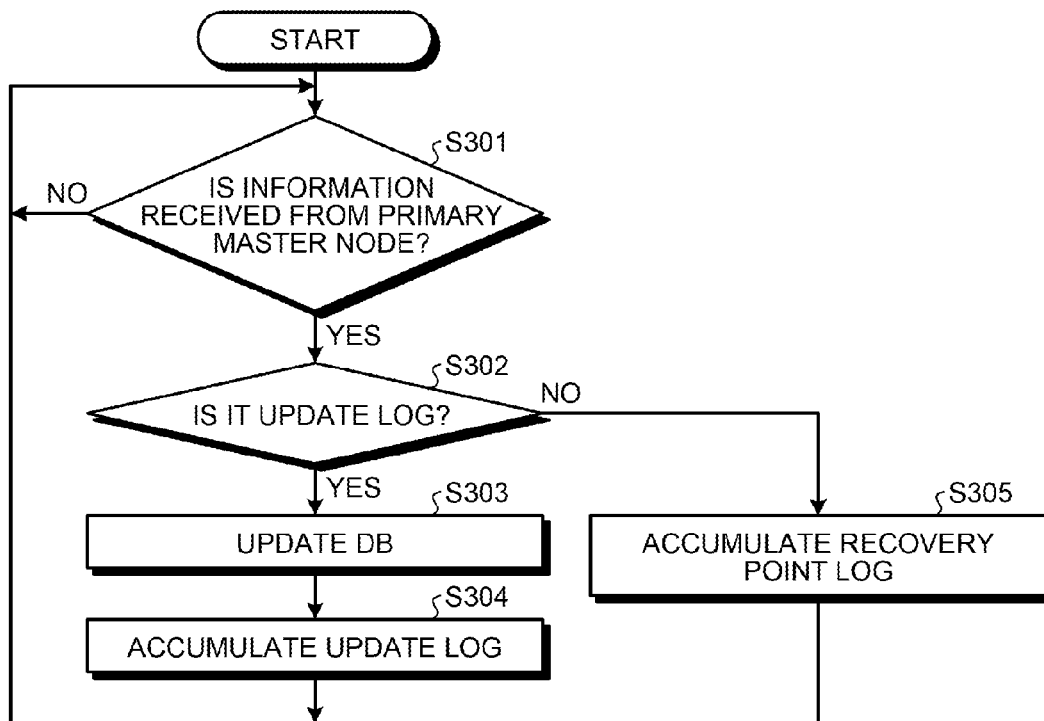 START
S301
NO
IS INFORMATION
RECEIVED FROM PRIMARY
MASTER NODE?
YES
S302
NO
IS IT UPDATE LOG?
YES
S303
UPDATE DB
S305
ACCUMULATE RECOVERY
POINT LOG
S304
ACCUMULATE UPDATE LOG